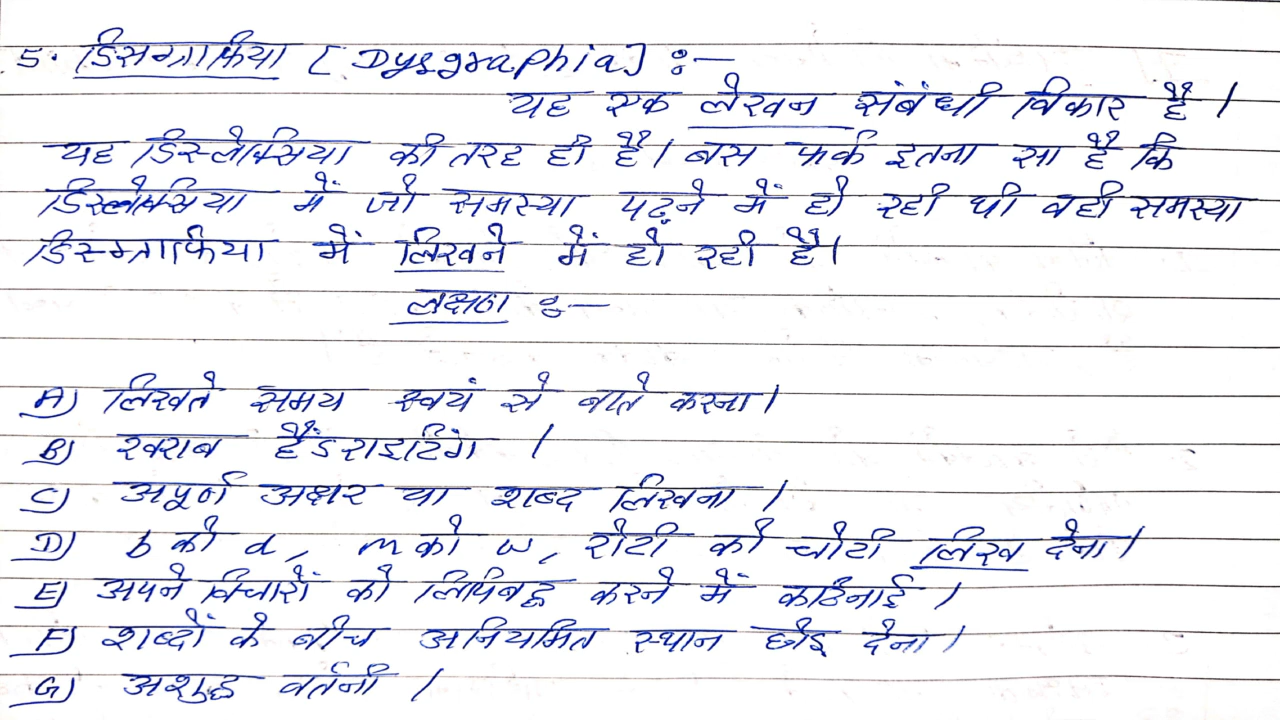 5. डिसग्राफिया [Dysgraphia] :—
यह एक लेखन संबंधी विकार है।
यह डिस्लेक्सिया की तरह ही है। बस फर्क इतना सा है कि
डिस्लेक्सिया में जो समस्या पढ़ने में हो रही थी वही समस्या
डिस्ग्राफिया में लिखने में हो रही है।
लक्षण :—
A) लिखते समय स्वयं से बाते करना।
B) खराब हैंडराइटिंग ।
C) अपूर्ण अक्षर या शब्द लिखना ।
D) b को d, m को w, रोटी को चोटी लिख देना।
E) अपने विचारों को लिपिबद्ध करने में कठिनाई ।
F) शब्दों के बीच अनियमित स्थान छोड़ देना।
G) अशुद्ध वर्तनी ।